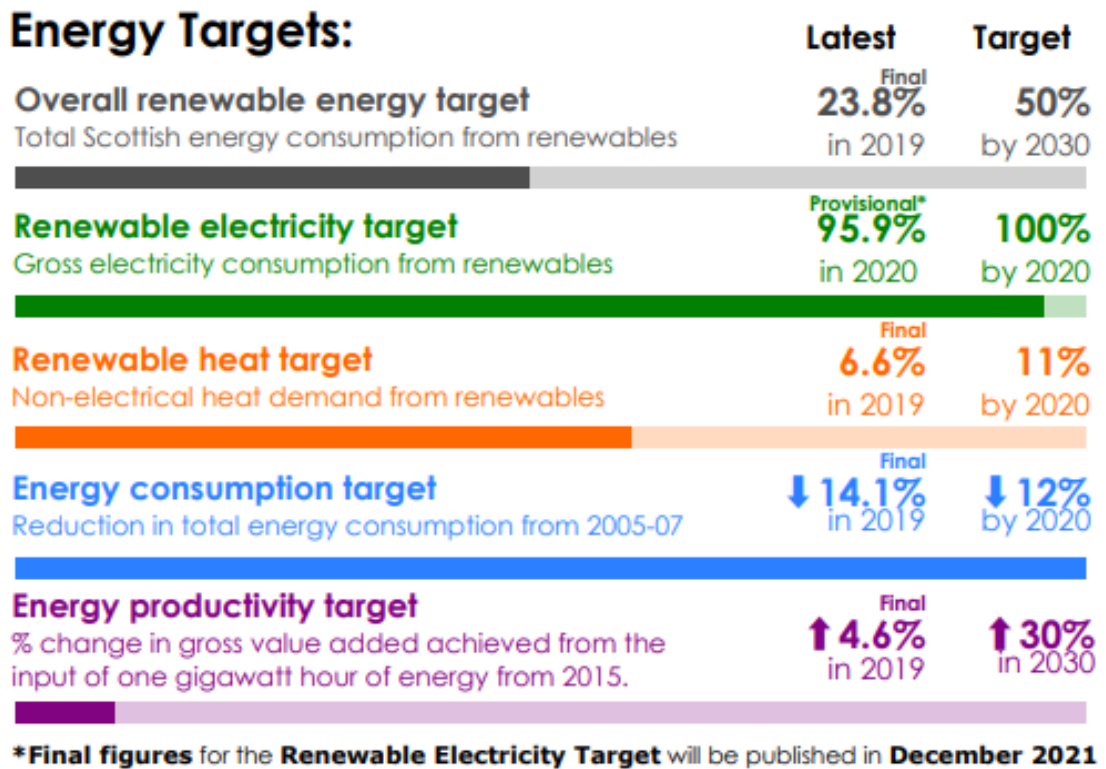 Energy Targets:
Latest Target
Overall renewable energy target
Total Scottish energy consumption from renewables
Final
23.8%
in 2019
50%
by 2030
Renewable electricity target
Gross electricity consumption from renewables
Provisional*
95.9%
in 2020
100%
by 2020
Renewable heat target
Non-electrical heat demand from renewables
Final
6.6%
in 2019
11%
by 2020
Energy consumption target
Reduction in total energy consumption from 2005-07
Final
⬇ 14.1%
in 2019
⬇ 12%
by 2020
Energy productivity target
% change in gross value added achieved from the
input of one gigawatt hour of energy from 2015.
Final
⬆ 4.6%
in 2019
⬆ 30%
in 2030
*Final figures for the Renewable Electricity Target will be published in December 2021